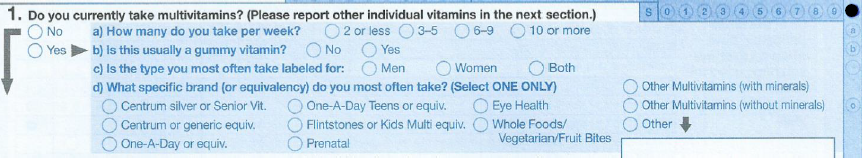 1. Do you currently take multivitamins? (Please report other individual vitamins in the next section.)
S 0 1 2 3 4 5 6 7 8 9
No a) How many do you take per week? 2 or less 3–5 6–9 10 or more
Yes b) Is this usually a gummy vitamin? No Yes
c) Is the type you most often take labeled for: Men Women Both
d) What specific brand (or equivalency) do you most often take? (Select ONE ONLY)
Centrum silver or Senior Vit. One-A-Day Teens or equiv. Eye Health Other Multivitamins (with minerals)
Centrum or generic equiv. Flintstones or Kids Multi equiv. Whole Foods/ Other Multivitamins (without minerals)
Vegetarian/Fruit Bites Other
One-A-Day or equiv. Prenatal
a
b